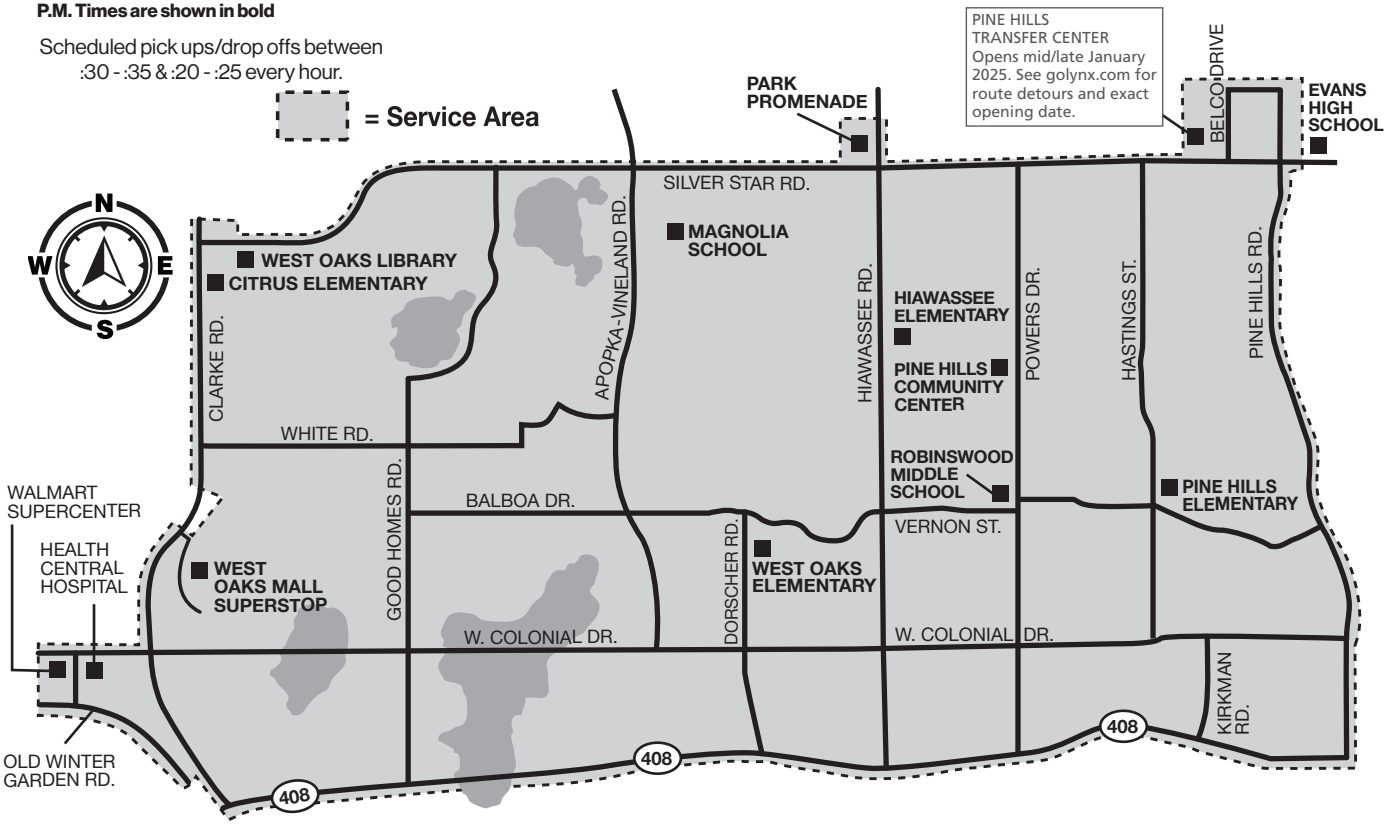 P.M. Times are shown in bold
Scheduled pick ups/drop offs between
:30 - :35 & :20 - :25 every hour.
= Service Area
PINE HILLS
TRANSFER CENTER
Opens mid/late January
2025. See golynx.com for
route detours and exact
opening date.
BELCO DRIVE
EVANS
HIGH
SCHOOL
PARK
PROMENADE
SILVER STAR RD.
N
W
E
S
WEST OAKS LIBRARY
CITRUS ELEMENTARY
MAGNOLIA
SCHOOL
CLARKE RD.
APOPKA-VINELAND RD.
HIAWASSEE RD.
HIAWASSEE
ELEMENTARY
PINE HILLS
COMMUNITY
CENTER
POWERS DR.
HASTINGS ST.
PINE HILLS RD.
WHITE RD.
ROBINSWOOD
MIDDLE
SCHOOL
PINE HILLS
ELEMENTARY
WALMART
SUPERCENTER
HEALTH
CENTRAL
HOSPITAL
GOOD HOMES RD.
BALBOA DR.
VERNON ST.
WEST
OAKS MALL
SUPERSTOP
DORSCHER RD.
WEST OAKS
ELEMENTARY
W. COLONIAL DR.
W. COLONIAL DR.
KIRKMAN
RD.
OLD WINTER
GARDEN RD.
408
408
408